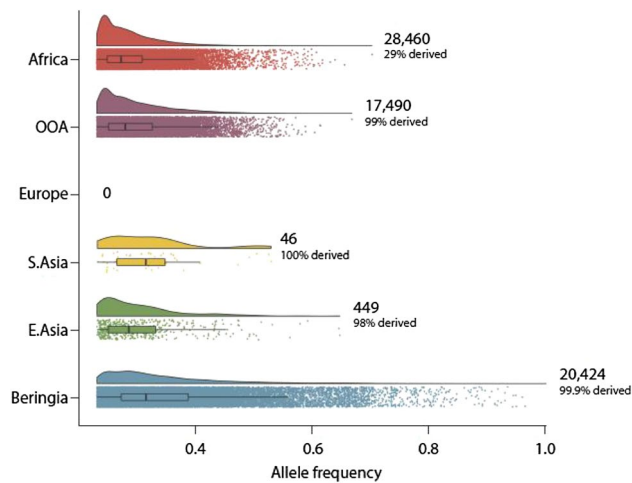 28,460
Africa
29% derived
17,490
OOA
99% derived
Europe
0
46
S.Asia
100% derived
449
E.Asia
98% derived
20,424
Beringia
99.9% derived
0.4 0.6 0.8 1.0
Allele frequency